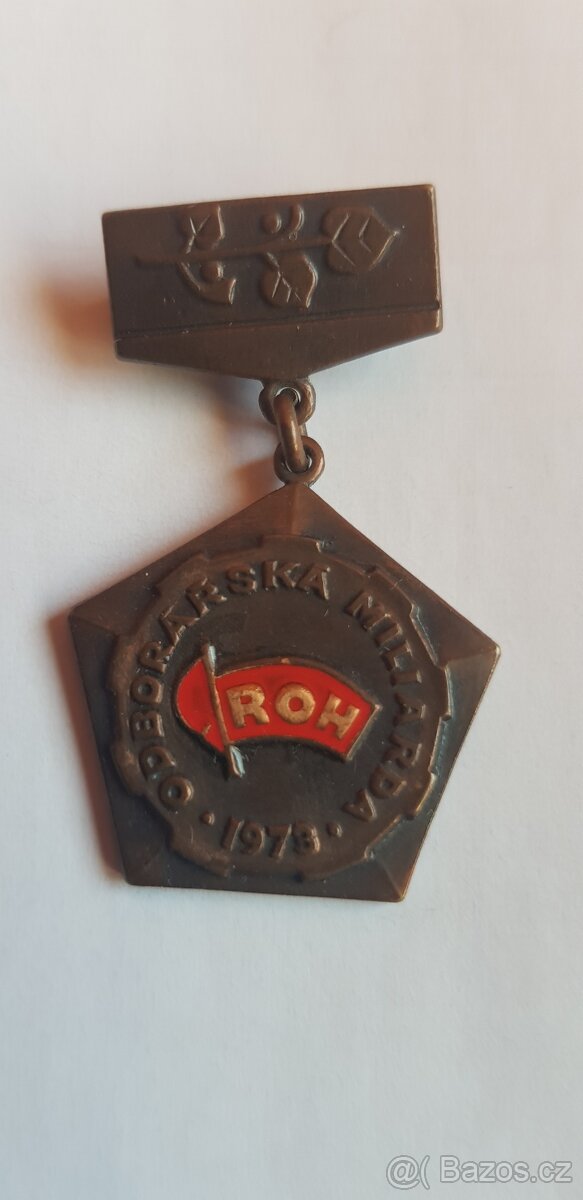 ODBORÁŘSKÁ MILIARDA
ROH
· 1973 ·
@( Bazos.cz